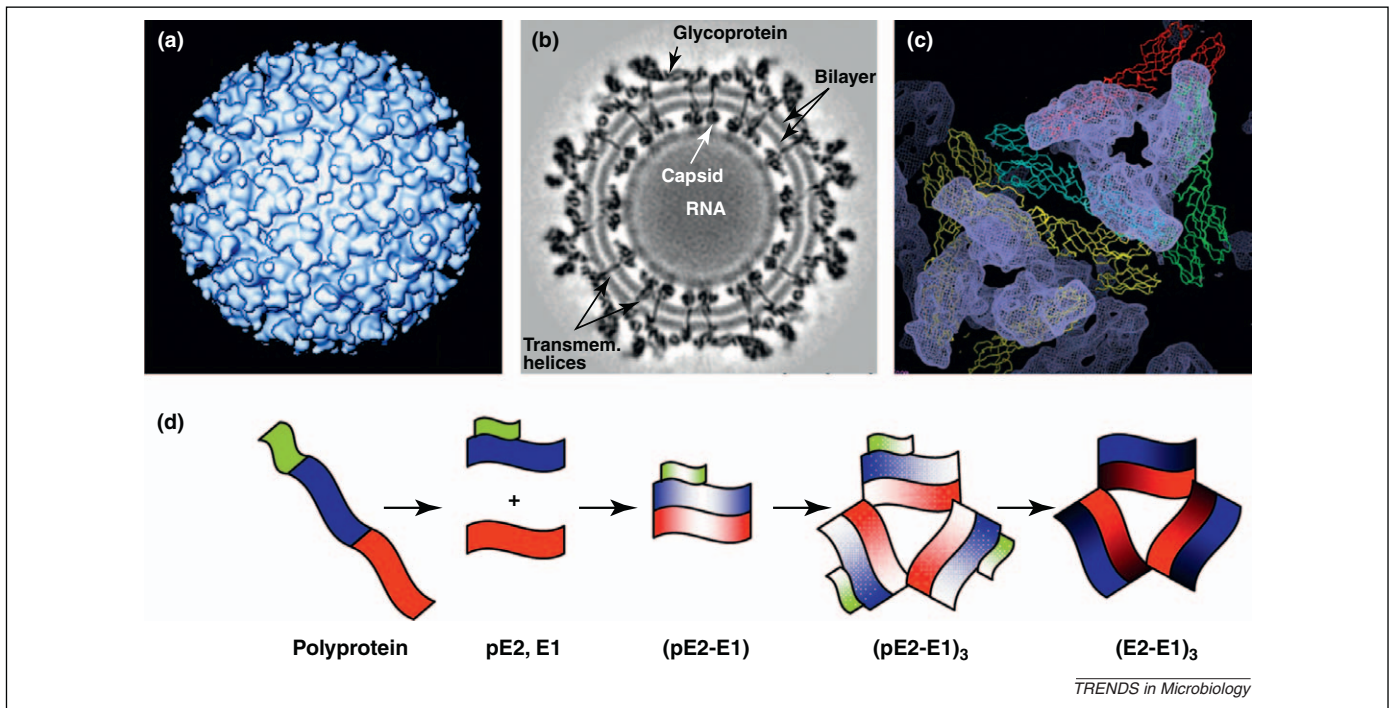 (a)
(b)
Glycoprotein
Bilayer
Capsid
RNA
Transmem.
helices
(c)
(d)
+
Polyprotein
pE2, E1
(pE2-E1)
(pE2-E1)₃
(E2-E1)₃
TRENDS in Microbiology